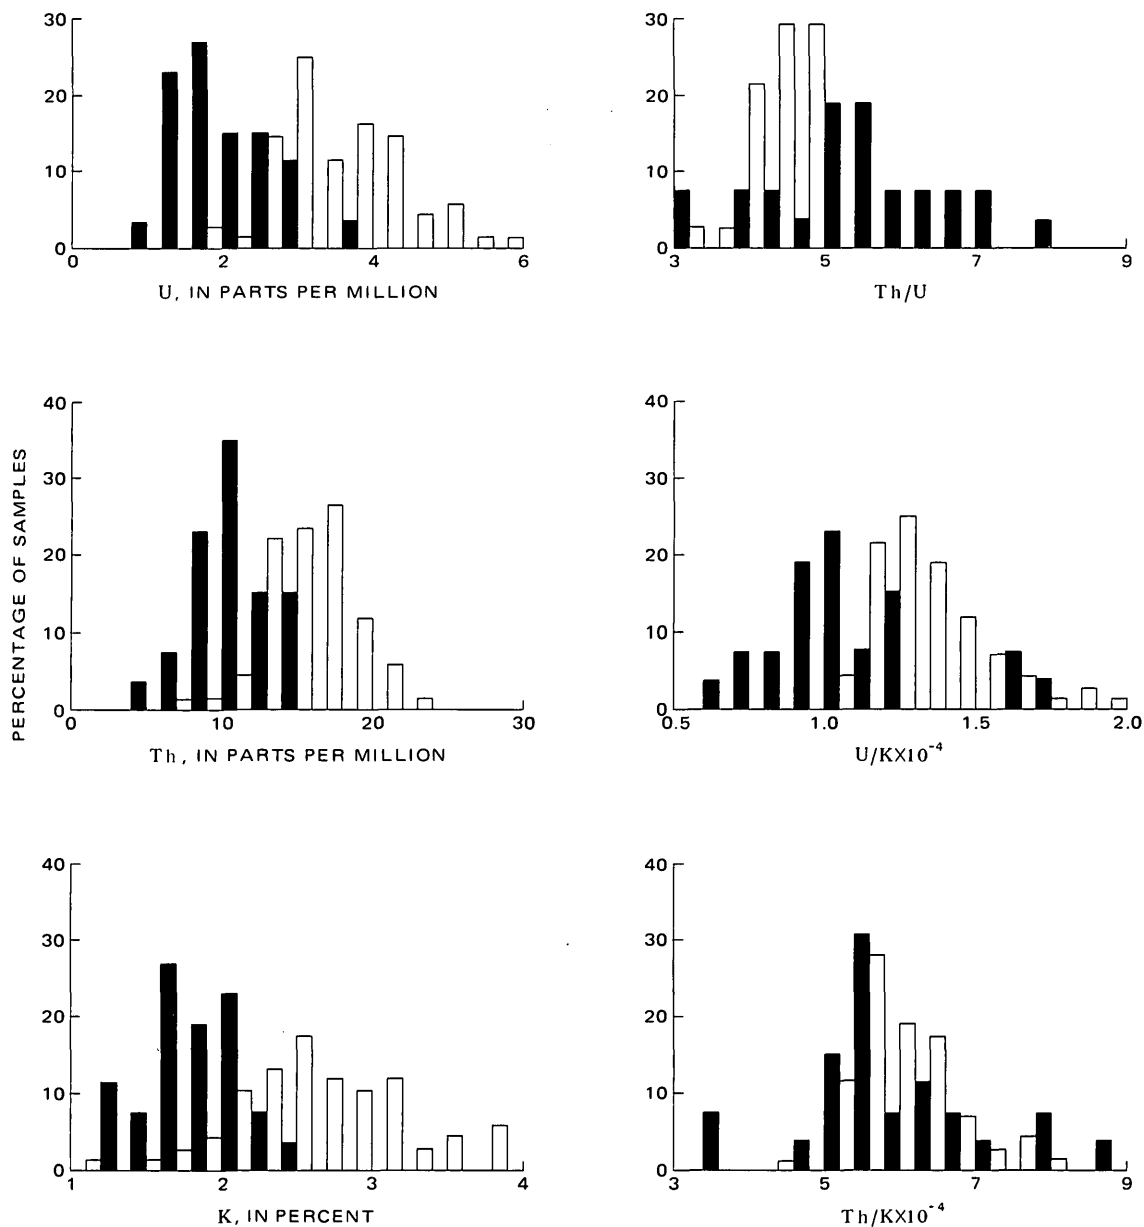 30
20
10
0
0 2 4 6
U, IN PARTS PER MILLION
30
20
10
0
3 5 7 9
Th/U
PERCENTAGE OF SAMPLES
40
30
20
10
0
0 10 20 30
Th, IN PARTS PER MILLION
40
30
20
10
0
0.5 1.0 1.5 2.0
U/KX10⁻⁴
40
30
20
10
0
1 2 3 4
K, IN PERCENT
40
30
20
10
0
3 5 7 9
Th/KX10⁻⁴